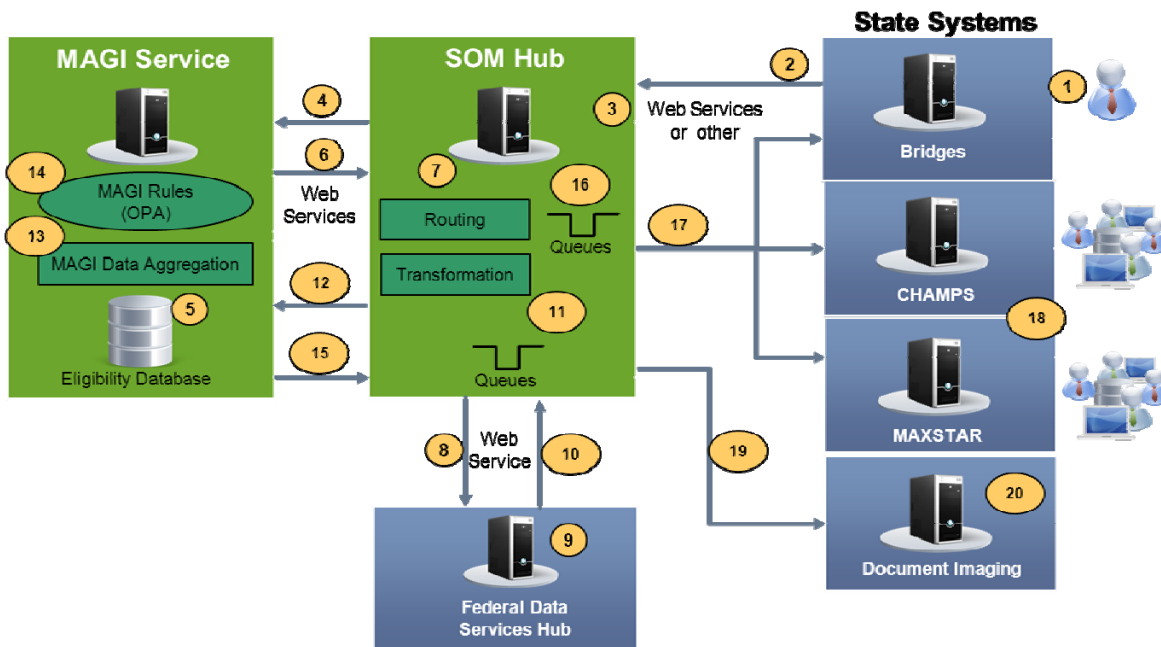 State Systems
MAGI Service
SOM Hub
2
1
4
3
Web Services
or other
Bridges
6
7
14
MAGI Rules
(OPA)
Web
Services
16
Routing
Queues
17
13
MAGI Data Aggregation
Transformation
12
11
CHAMPS
5
18
15
Queues
Eligibility Database
MAXSTAR
8
Web
Service
10
19
20
9
Document Imaging
Federal Data
Services Hub